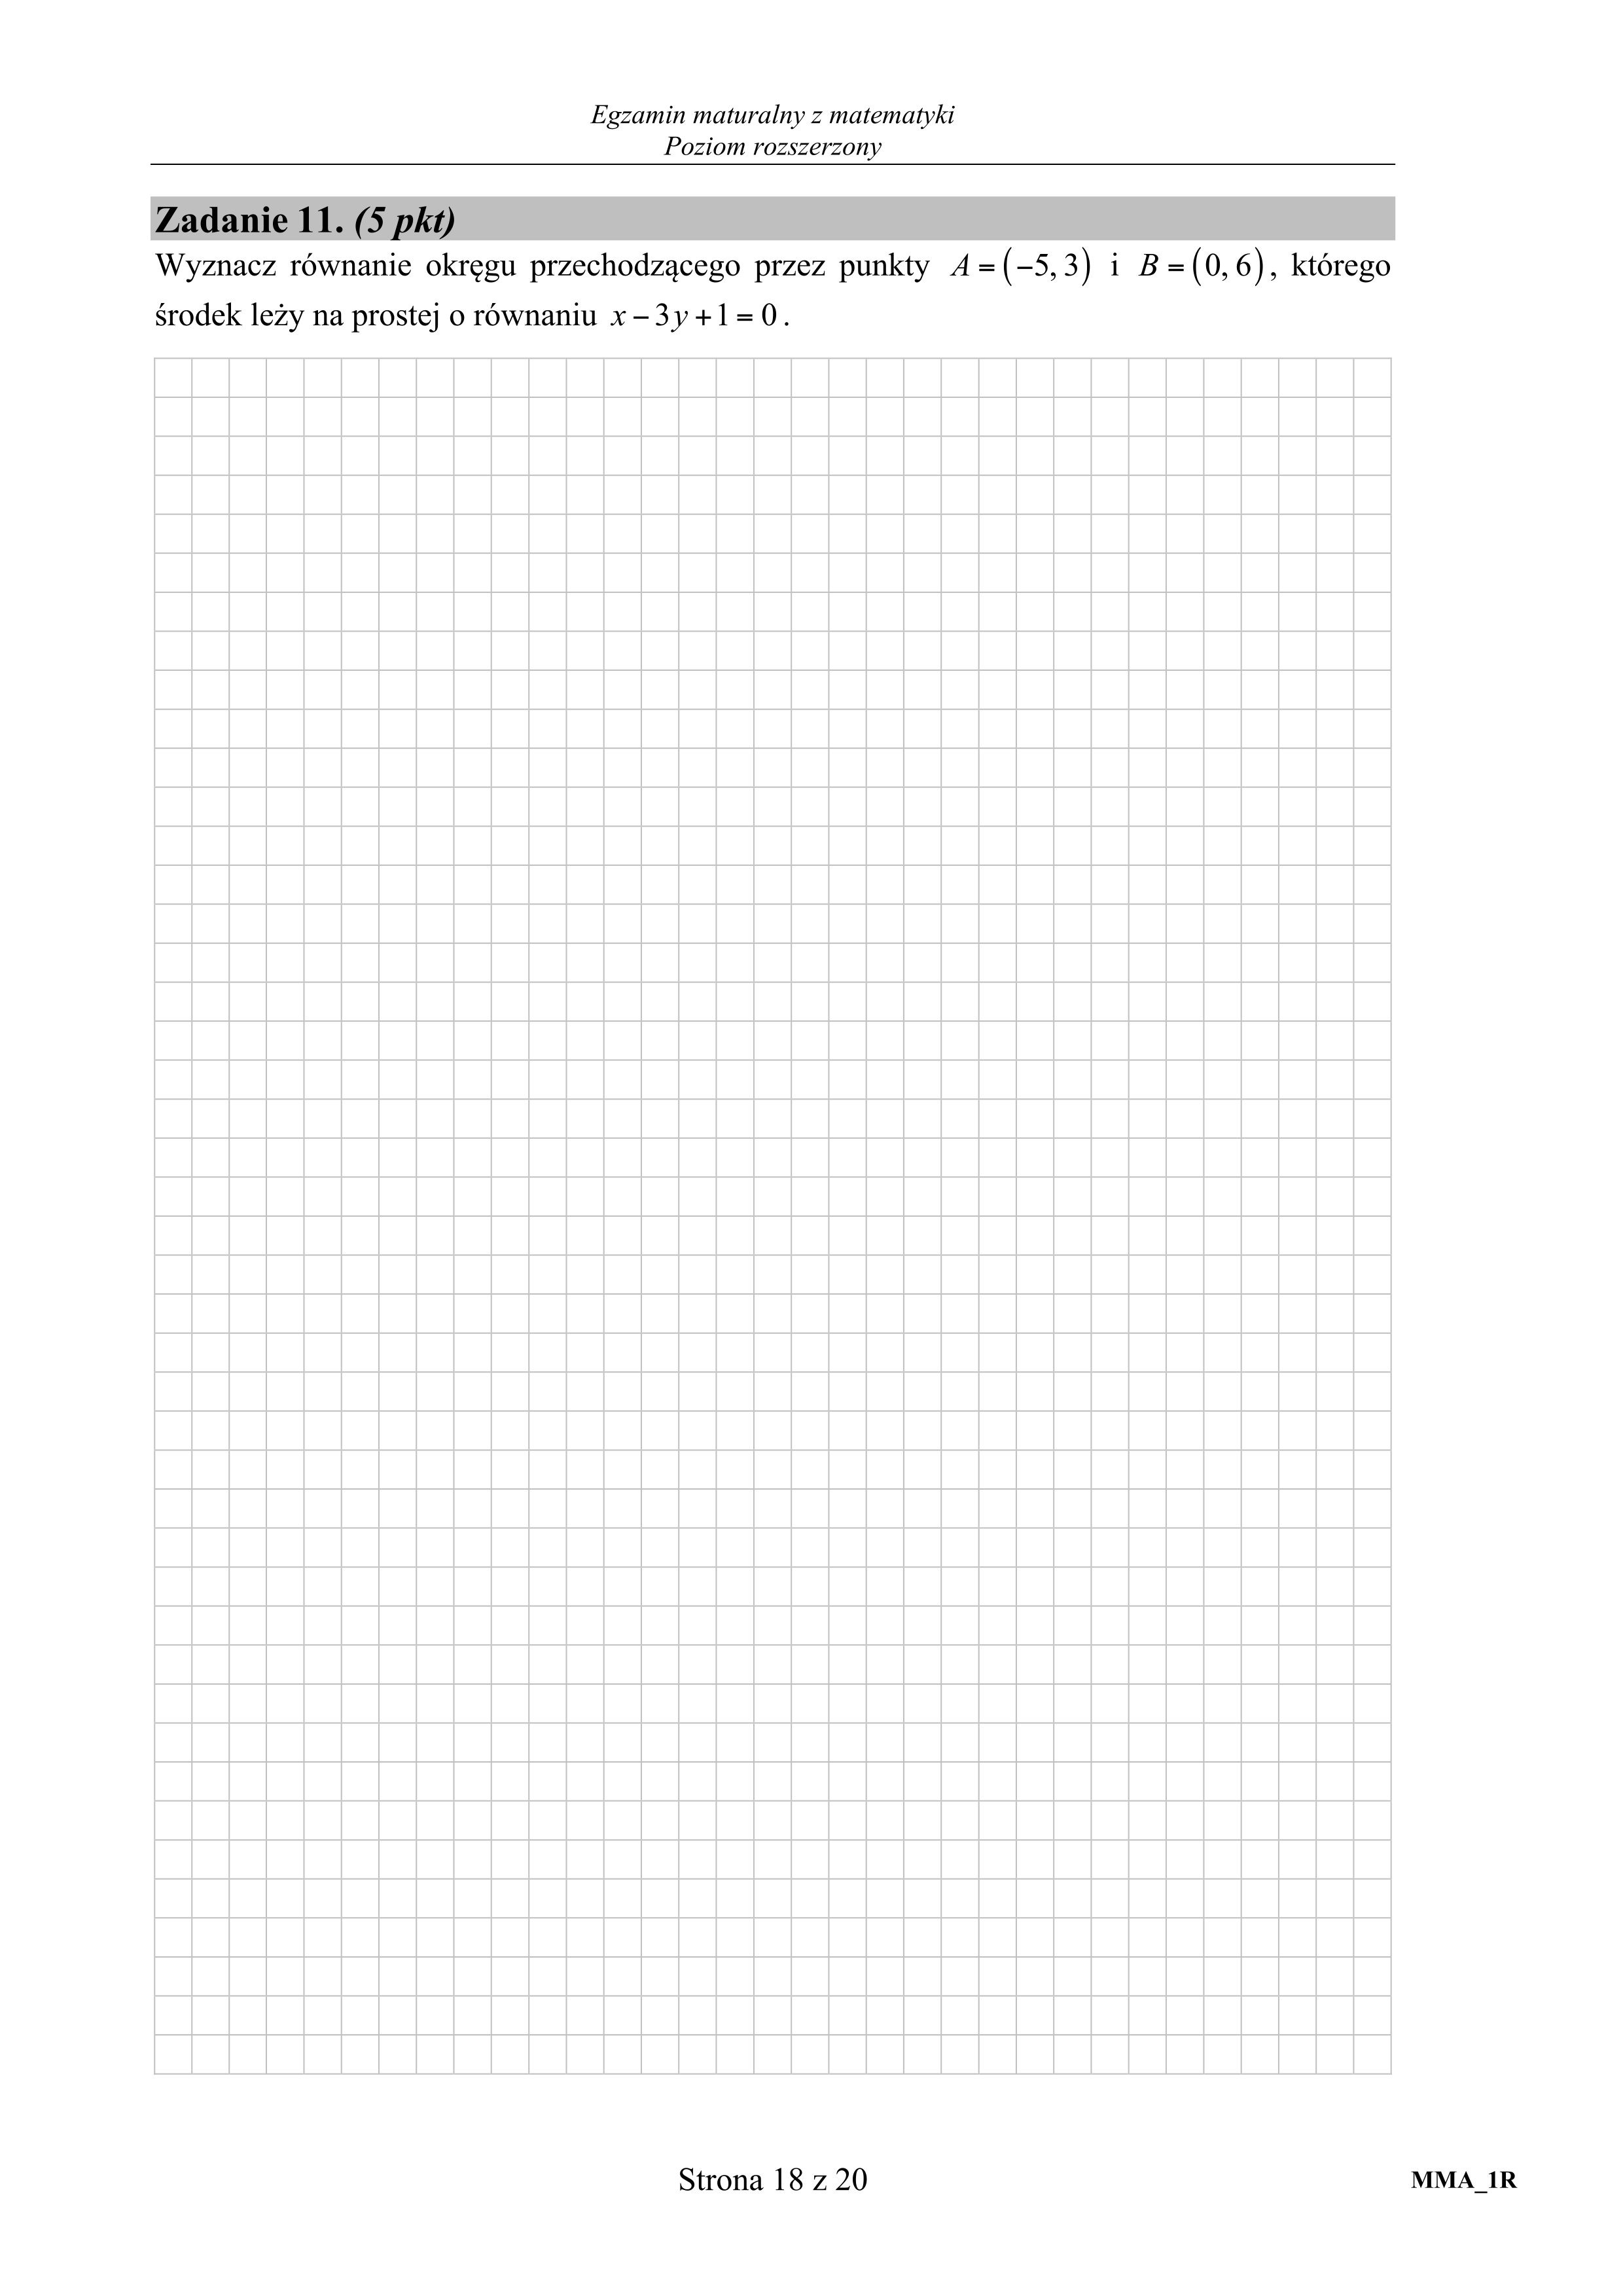 Egzamin maturalny z matematyki
Poziom rozszerzony
Zadanie 11. (5 pkt)
Wyznacz równanie okręgu przechodzącego przez punkty A = (−5, 3) i B = (0, 6), którego
środek leży na prostej o równaniu x − 3y + 1 = 0.
Strona 18 z 20
MMA_1R